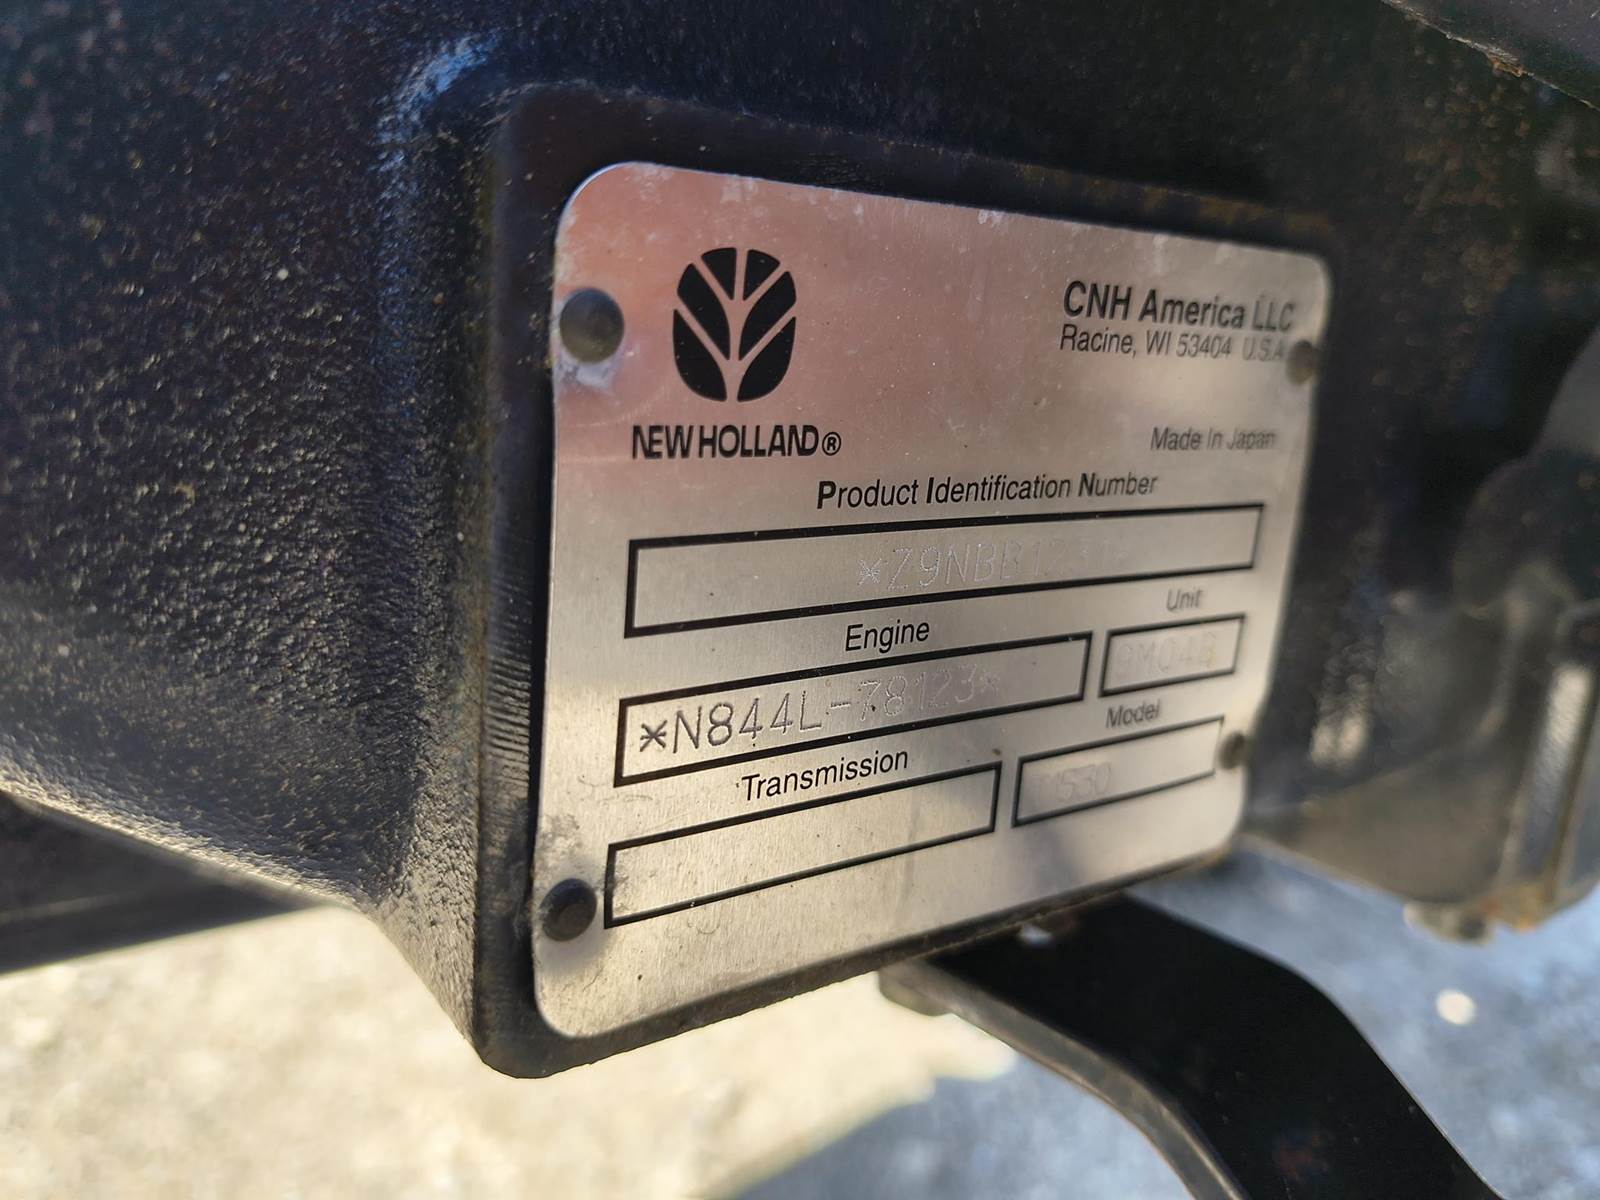 NEW HOLLAND®
CNH America LLC
Racine, WI 53404 U.S.A.
Made In Japan
Product Identification Number
Engine
Unit
*N844L-78123*
Transmission
Model